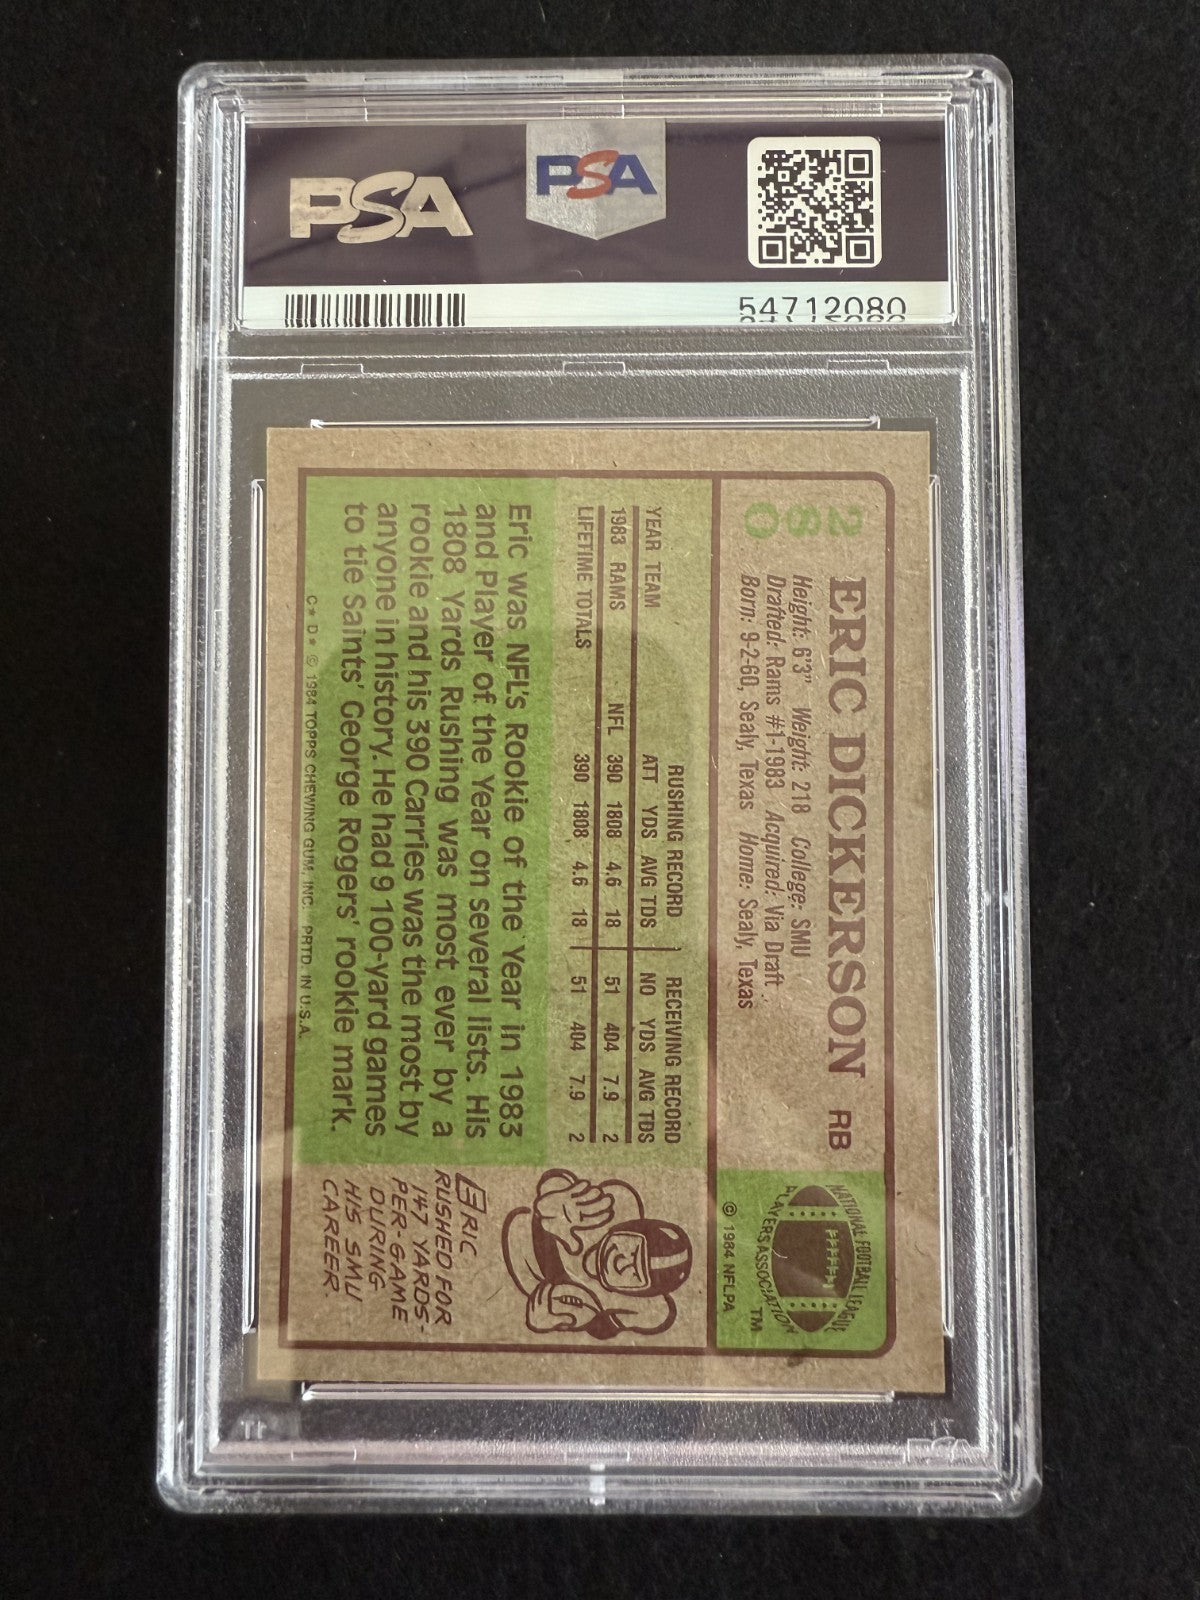 PSA
PSA
54712080
280
ERIC DICKERSON RB
Height: 6'3" Weight: 218 College: SMU
Drafted: Rams #1-1983 Acquired: Via Draft
Born: 9-2-60, Sealy, Texas Home: Sealy, Texas
NATIONAL FOOTBALL LEAGUE
PLAYERS ASSOCIATION
TM
© 1984 NFLPA
RUSHING RECORD RECEIVING RECORD
YEAR TEAM ATT YDS AVG TDS NO YDS AVG TDS
1983 RAMS NFL 390 1808 4.6 18 51 404 7.9 2
LIFETIME TOTALS 390 1808 4.6 18 51 404 7.9 2
Eric was NFL's Rookie of the Year in 1983
and Player of the Year on several lists. His
1808 Yards Rushing was most ever by a
rookie and his 390 Carries was the most by
anyone in history. He had 9 100-yard games
to tie Saints' George Rogers' rookie mark.
C* D* © 1984 TOPPS CHEWING GUM, INC. PRTD. IN U.S.A.
ERIC
RUSHED FOR
147 YARDS-
PER-GAME
DURING
HIS SMU
CAREER.
PSA